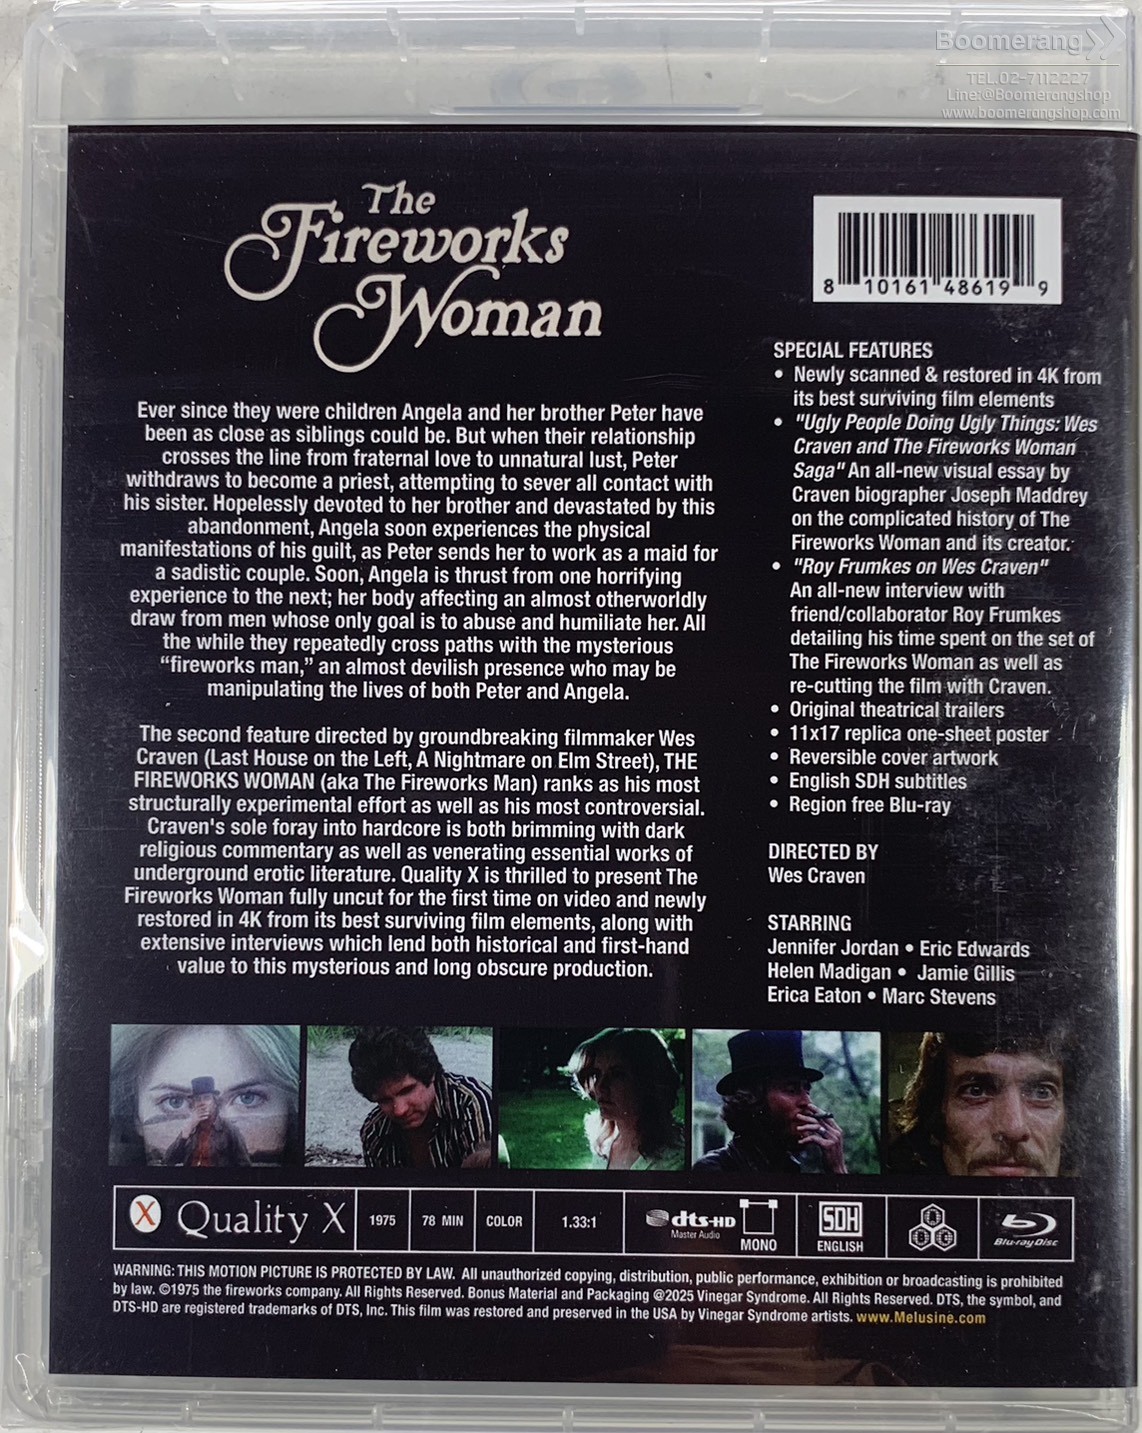 Boomerang
TEL.02-7112227
Line:@Boomerangshop
www.boomerangshop.com
The
Fireworks
Woman
8 10161 48619 9
Ever since they were children Angela and her brother Peter have
been as close as siblings could be. But when their relationship
crosses the line from fraternal love to unnatural lust, Peter
withdraws to become a priest, attempting to sever all contact with
his sister. Hopelessly devoted to her brother and devastated by this
abandonment, Angela soon experiences the physical
manifestations of his guilt, as Peter sends her to work as a maid for
a sadistic couple. Soon, Angela is thrust from one horrifying
experience to the next; her body affecting an almost otherworldly
draw from men whose only goal is to abuse and humiliate her. All
the while they repeatedly cross paths with the mysterious
“fireworks man,” an almost devilish presence who may be
manipulating the lives of both Peter and Angela.
The second feature directed by groundbreaking filmmaker Wes
Craven (Last House on the Left, A Nightmare on Elm Street), THE
FIREWORKS WOMAN (aka The Fireworks Man) ranks as his most
structurally experimental effort as well as his most controversial.
Craven's sole foray into hardcore is both brimming with dark
religious commentary as well as venerating essential works of
underground erotic literature. Quality X is thrilled to present The
Fireworks Woman fully uncut for the first time on video and newly
restored in 4K from its best surviving film elements, along with
extensive interviews which lend both historical and first-hand
value to this mysterious and long obscure production.
SPECIAL FEATURES
• Newly scanned & restored in 4K from
its best surviving film elements
• "Ugly People Doing Ugly Things: Wes
Craven and The Fireworks Woman
Saga" An all-new visual essay by
Craven biographer Joseph Maddrey
on the complicated history of The
Fireworks Woman and its creator.
• "Roy Frumkes on Wes Craven"
An all-new interview with
friend/collaborator Roy Frumkes
detailing his time spent on the set of
The Fireworks Woman as well as
re-cutting the film with Craven.
• Original theatrical trailers
• 11x17 replica one-sheet poster
• Reversible cover artwork
• English SDH subtitles
• Region free Blu-ray
DIRECTED BY
Wes Craven
STARRING
Jennifer Jordan • Eric Edwards
Helen Madigan • Jamie Gillis
Erica Eaton • Marc Stevens
X Quality X 1975 78 MIN COLOR 1.33:1 dts-HD Master Audio MONO SDH ENGLISH Blu-ray Disc
WARNING: THIS MOTION PICTURE IS PROTECTED BY LAW. All unauthorized copying, distribution, public performance, exhibition or broadcasting is prohibited
by law. ©1975 the fireworks company. All Rights Reserved. Bonus Material and Packaging @2025 Vinegar Syndrome. All Rights Reserved. DTS, the symbol, and
DTS-HD are registered trademarks of DTS, Inc. This film was restored and preserved in the USA by Vinegar Syndrome artists. www.Melusine.com